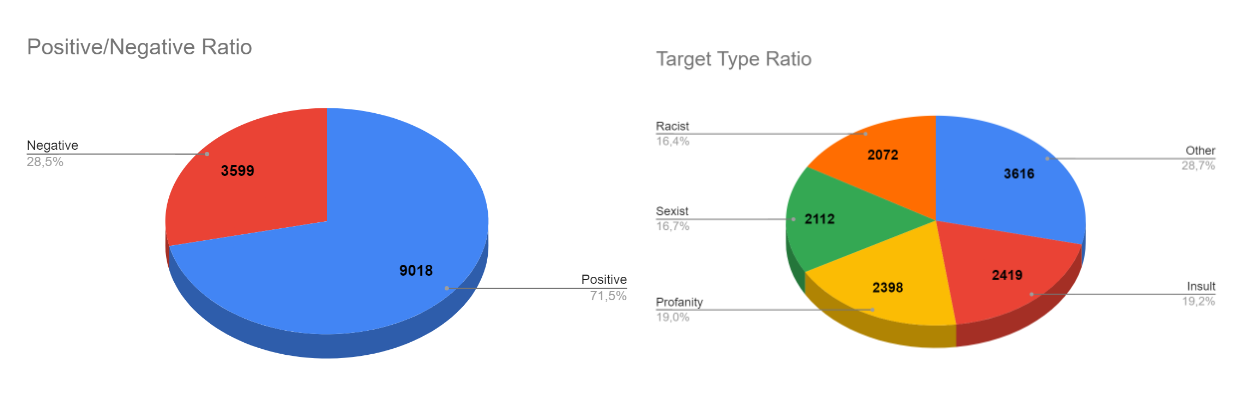 Positive/Negative Ratio
Negative
28,5%
3599
9018
Positive
71,5%
Target Type Ratio
Racist
16,4%
2072
Other
28,7%
3616
Sexist
16,7%
2112
Insult
19,2%
2419
Profanity
19,0%
2398